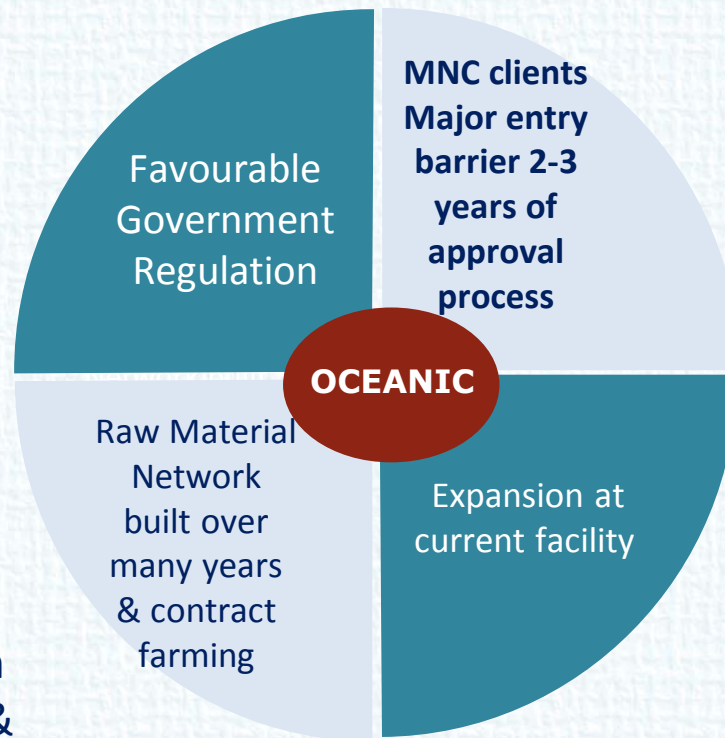 Favourable
Government
Regulation
MNC clients
Major entry
barrier 2-3
years of
approval
process
OCEANIC
Raw Material
Network
built over
many years
& contract
farming
Expansion at
current facility
&